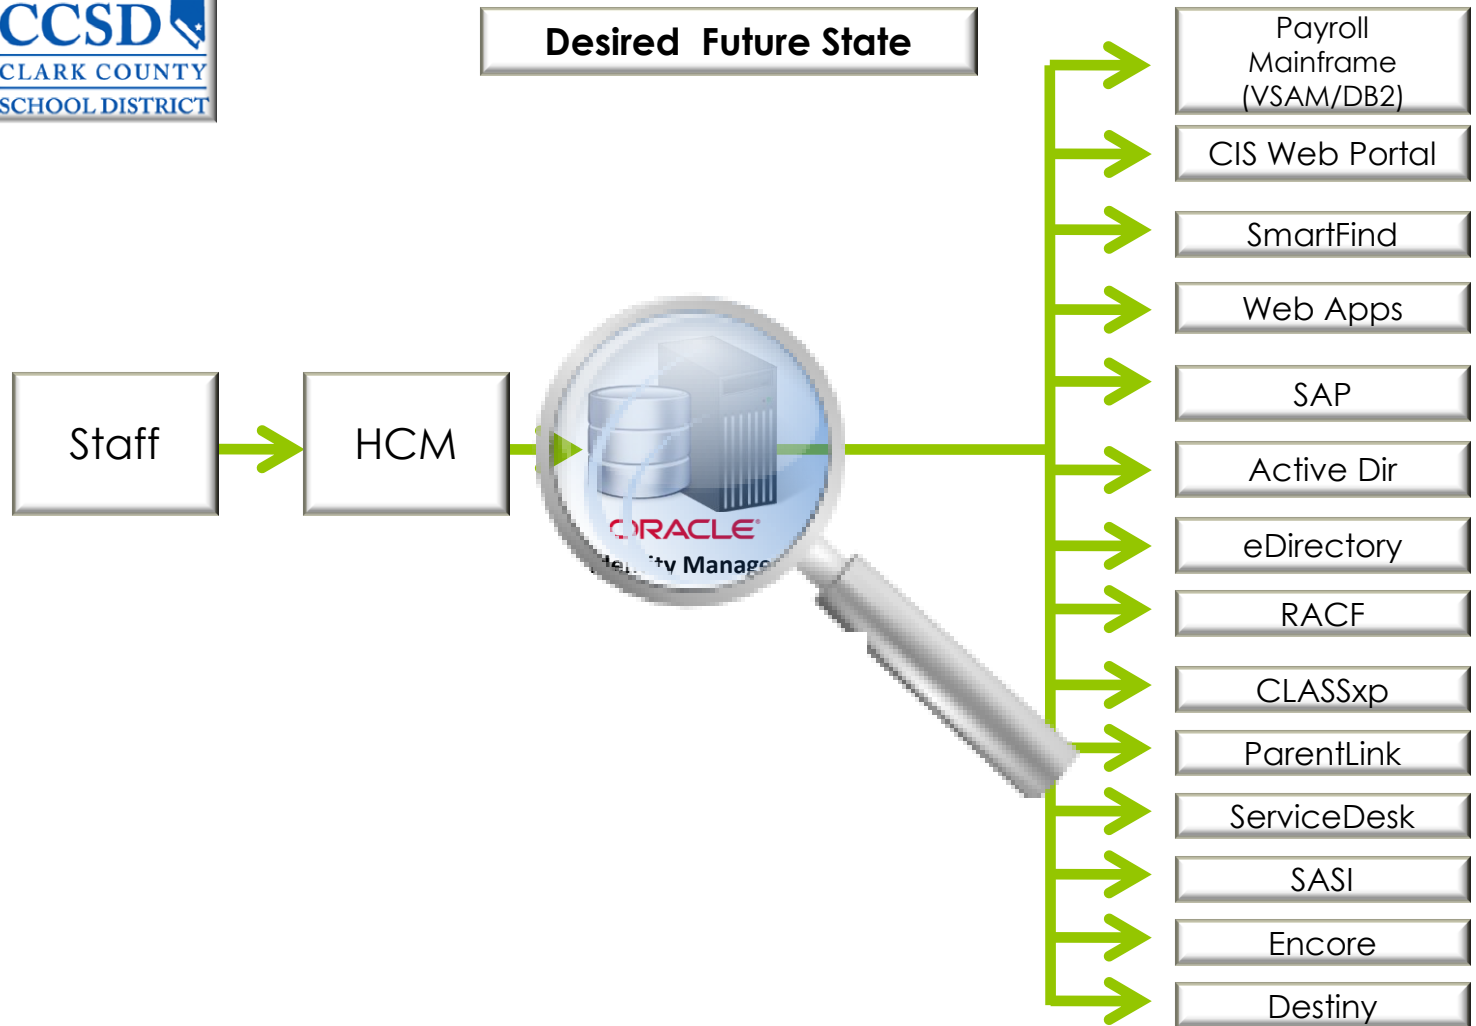 CCSD
CLARK COUNTY
SCHOOL DISTRICT
Desired Future State
Staff
HCM
ORACLE
Manage
Payroll
Mainframe
(VSAM/DB2)
CIS Web Portal
SmartFind
Web Apps
SAP
Active Dir
eDirectory
RACF
CLASSxp
ParentLink
ServiceDesk
SASI
Encore
Destiny